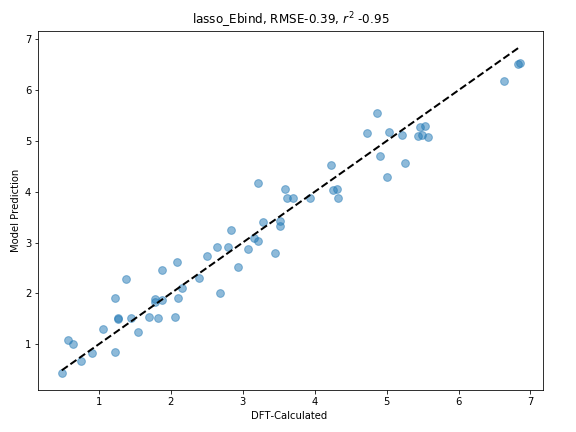 lasso_Ebind, RMSE-0.39, r² -0.95
7
6
5
4
3
2
1
Model Prediction
1 2 3 4 5 6 7
DFT-Calculated